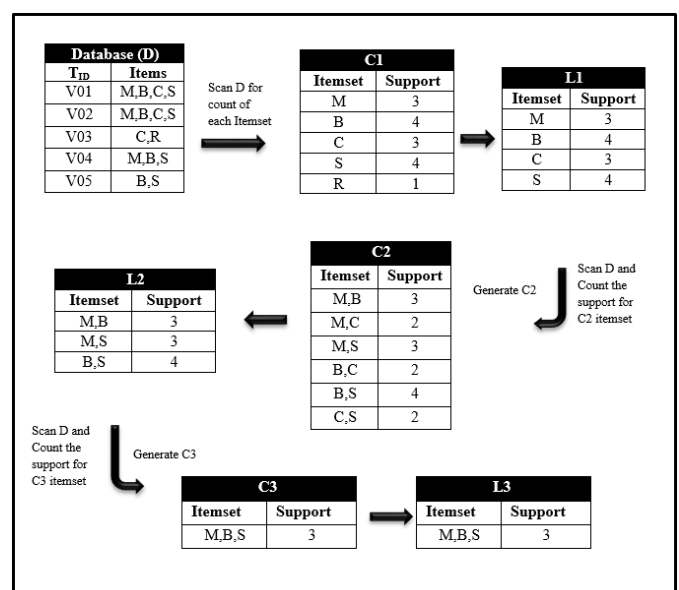 Database (D)
TID Items
V01 M,B,C,S
V02 M,B,C,S
V03 C,R
V04 M,B,S
V05 B,S
Scan D for
count of
each Itemset
C1
Itemset Support
M 3
B 4
C 3
S 4
R 1
L1
Itemset Support
M 3
B 4
C 3
S 4
Scan D and
Count the
support for
C2 itemset
Generate C2
C2
Itemset Support
M,B 3
M,C 2
M,S 3
B,C 2
B,S 4
C,S 2
L2
Itemset Support
M,B 3
M,S 3
B,S 4
Scan D and
Count the
support for
C3 itemset
Generate C3
C3
Itemset Support
M,B,S 3
L3
Itemset Support
M,B,S 3